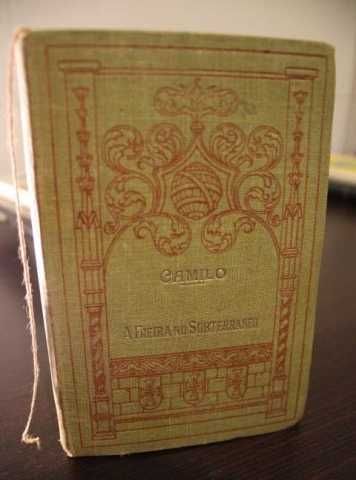 CAMILO
A FREIRA NO SUBTERRANEO